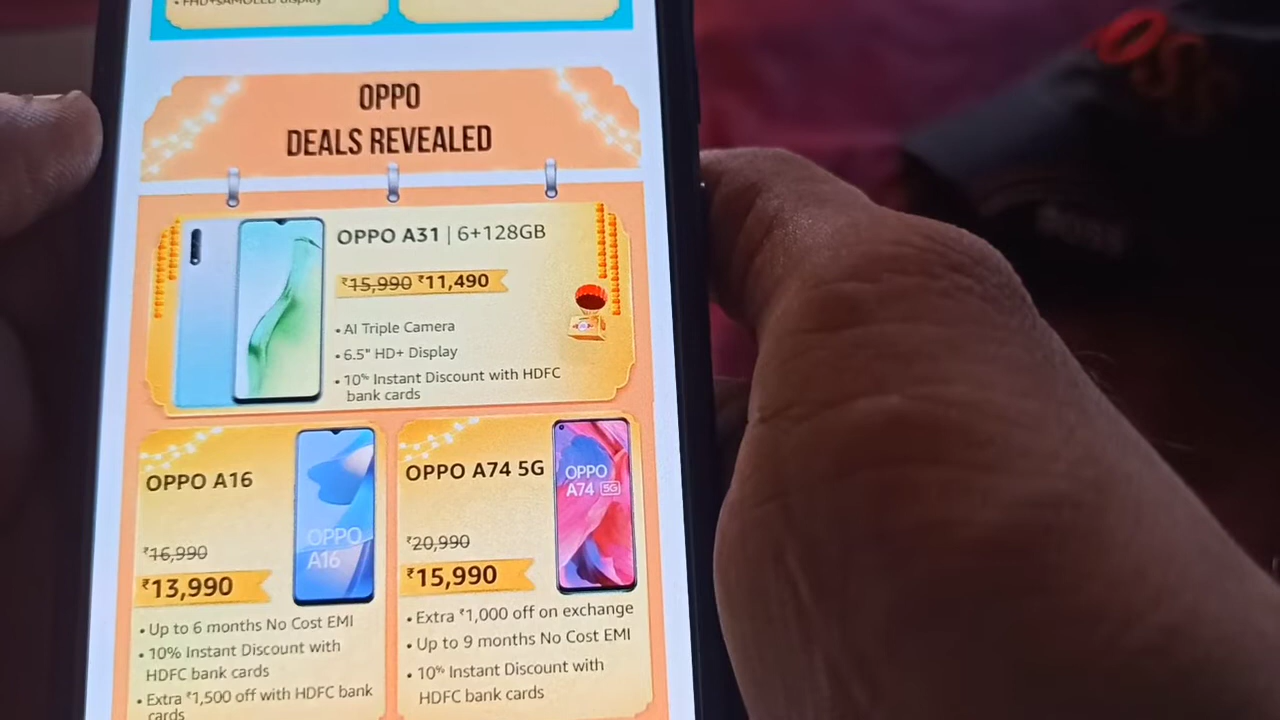 • FHD+sAMOLED display
OPPO
DEALS REVEALED
OPPO A31 | 6+128GB
₹15,990 ₹11,490
• AI Triple Camera
• 6.5" HD+ Display
• 10% Instant Discount with HDFC
bank cards
OPPO A16
₹16,990
₹13,990
OPPO
A16
• Up to 6 months No Cost EMI
• 10% Instant Discount with
HDFC bank cards
• Extra ₹1,500 off with HDFC bank
cards
OPPO A74 5G
₹20,990
₹15,990
OPPO
A74 5G
• Extra ₹1,000 off on exchange
• Up to 9 months No Cost EMI
• 10% Instant Discount with
HDFC bank cards